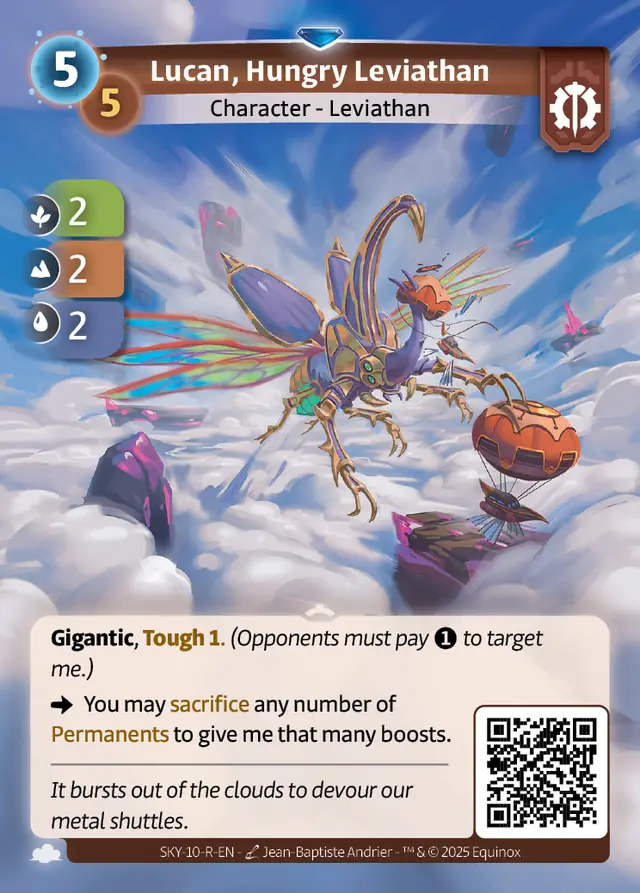 5
Lucan, Hungry Leviathan
5
Character - Leviathan
2
2
2
Gigantic, Tough 1. (Opponents must pay 1 to target
me.)
You may sacrifice any number of
Permanents to give me that many boosts.
It bursts out of the clouds to devour our
metal shuttles.
SKY-10-R-EN - Jean-Baptiste Andrier - ™ & © 2025 Equinox